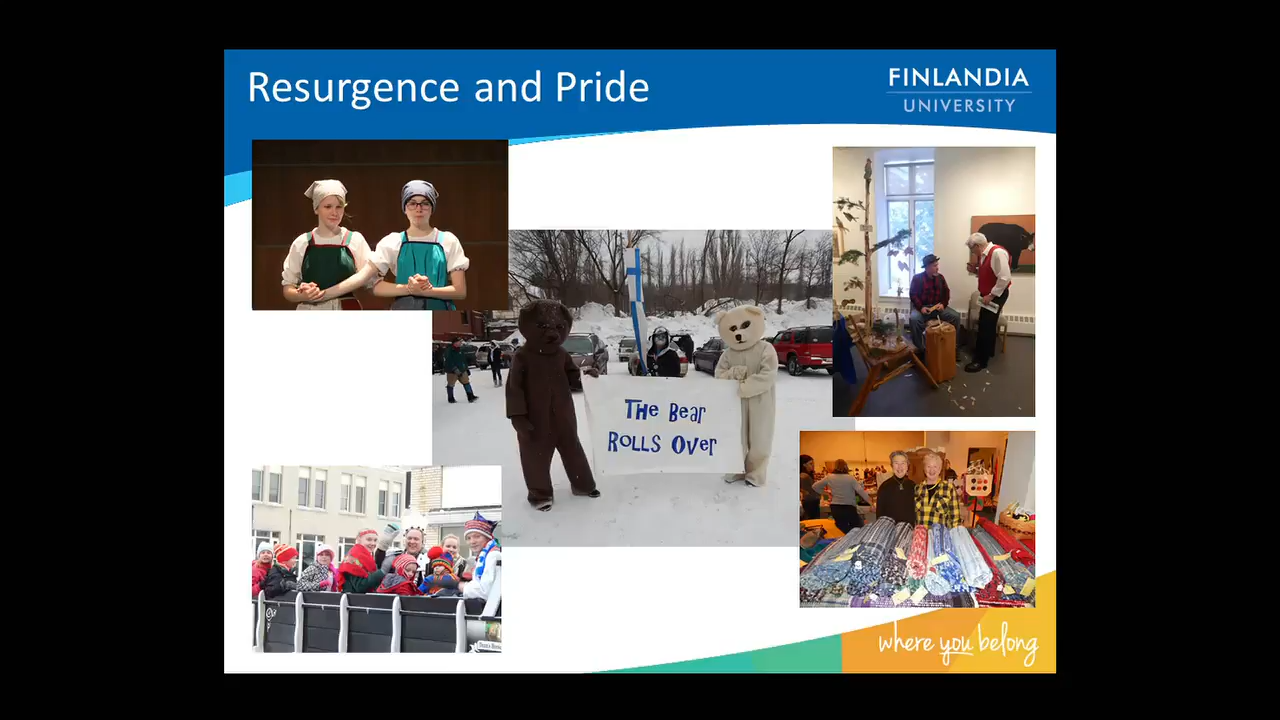 Resurgence and Pride
FINLANDIA
UNIVERSITY
THE BEAR
ROLLS OVER
where you belong